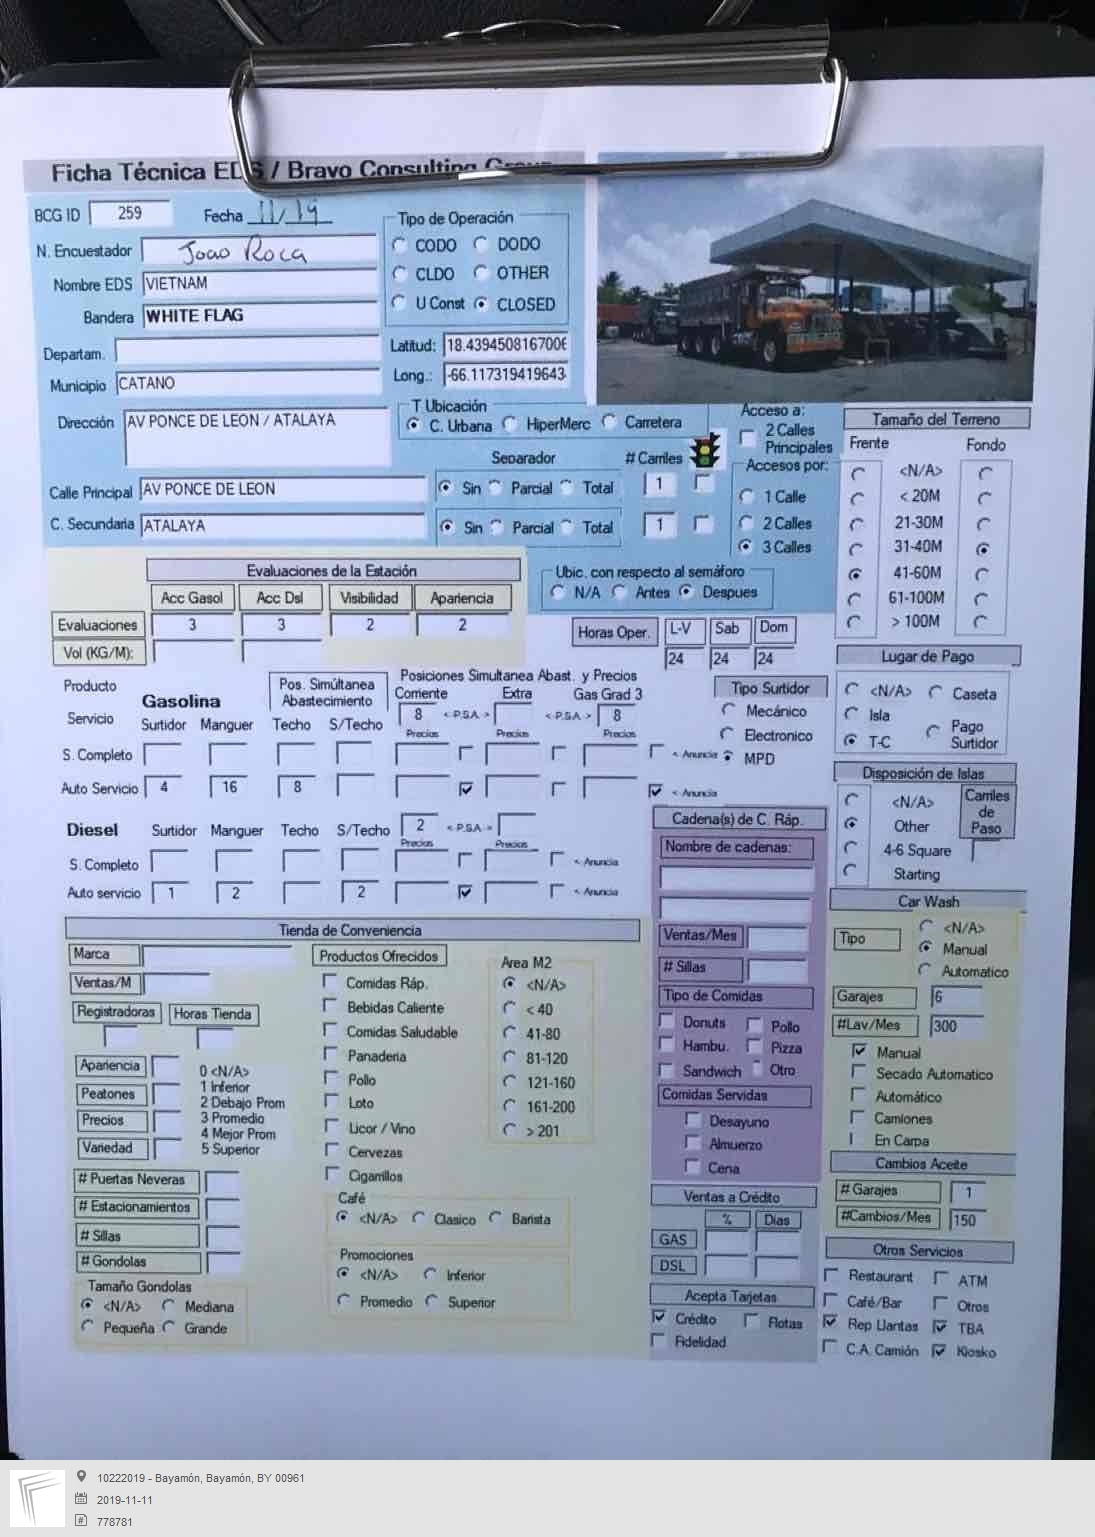 Ficha Técnica EDS / Bravo Consulting Group
BCG ID 259 Fecha 11/19
N. Encuestador Joao Roca
Nombre EDS VIETNAM
Bandera WHITE FLAG
Departam.
Municipio CATANO
Tipo de Operación
CODO DODO
CLDO OTHER
U Const CLOSED
Latitud: 18.4394508167006
Long.: -66.117319419643
Dirección AV PONCE DE LEON / ATALAYA
T Ubicación
C. Urbana HiperMerc Carretera
Separador # Carriles
Calle Principal AV PONCE DE LEON Sin Parcial Total 1
C. Secundaria ATALAYA Sin Parcial Total 1
Acceso a:
2 Calles
Principales
Accesos por:
1 Calle
2 Calles
3 Calles
Tamaño del Terreno
Frente Fondo
<N/A>
< 20M
21-30M
31-40M
41-60M
61-100M
> 100M
Evaluaciones de la Estación
Acc Gasol Acc Dsl Visibilidad Apariencia
Evaluaciones 3 3 2 2
Vol (KG/M):
Ubic. con respecto al semáforo
N/A Antes Despues
Horas Oper. L-V Sab Dom
24 24 24
Lugar de Pago
<N/A> Caseta
Isla
T-C Pago
Surtidor
Producto Gasolina
Servicio
Pos. Simúltanea
Abastecimiento
Posiciones Simultanea Abast. y Precios
Corriente Extra Gas Grad 3
8 < P.S.A > < P.S.A > 8
Surtidor Manguer Techo S/Techo Precios Precios Precios
S. Completo < Anuncia
Auto Servicio 4 16 8 < Anuncia
Tipo Surtidor
Mecánico
Electronico
MPD
Disposición de Islas
<N/A>
Other
4-6 Square
Starting
Carriles
de
Paso
Diesel Surtidor Manguer Techo S/Techo 2 < P.S.A >
Precios Precios
S. Completo < Anuncia
Auto servicio 1 2 2 < Anuncia
Cadena(s) de C. Ráp.
Nombre de cadenas:
Ventas/Mes
# Sillas
Tipo de Comidas
Donuts Pollo
Hambu. Pizza
Sandwich Otro
Comidas Servidas
Desayuno
Almuerzo
Cena
Car Wash
Tipo
<N/A>
Manual
Automatico
Garajes 6
#Lav/Mes 300
Manual
Secado Automatico
Automático
Camiones
En Carpa
Cambios Aceite
# Garajes 1
#Cambios/Mes 150
Tienda de Conveniencia
Marca
Ventas/M
Registradoras Horas Tienda
Apariencia
Peatones
Precios
Variedad
0 <N/A>
1 Inferior
2 Debajo Prom
3 Promedio
4 Mejor Prom
5 Superior
# Puertas Neveras
# Estacionamientos
# Sillas
# Gondolas
Tamaño Gondolas
<N/A> Mediana
Pequeña Grande
Productos Ofrecidos
Comidas Ráp.
Bebidas Caliente
Comidas Saludable
Panaderia
Pollo
Loto
Licor / Vino
Cervezas
Cigarrillos
Area M2
<N/A>
< 40
41-80
81-120
121-160
161-200
> 201
Café
<N/A> Clasico Barista
Promociones
<N/A> Inferior
Promedio Superior
Ventas a Crédito
% Dias
GAS
DSL
Acepta Tarjetas
Crédito Flotas
Fidelidad
Otros Servicios
Restaurant ATM
Café/Bar Otros
Rep Llantas TBA
C.A. Camión Kiosko
10222019 - Bayamón, Bayamón, BY 00961
2019-11-11
778781